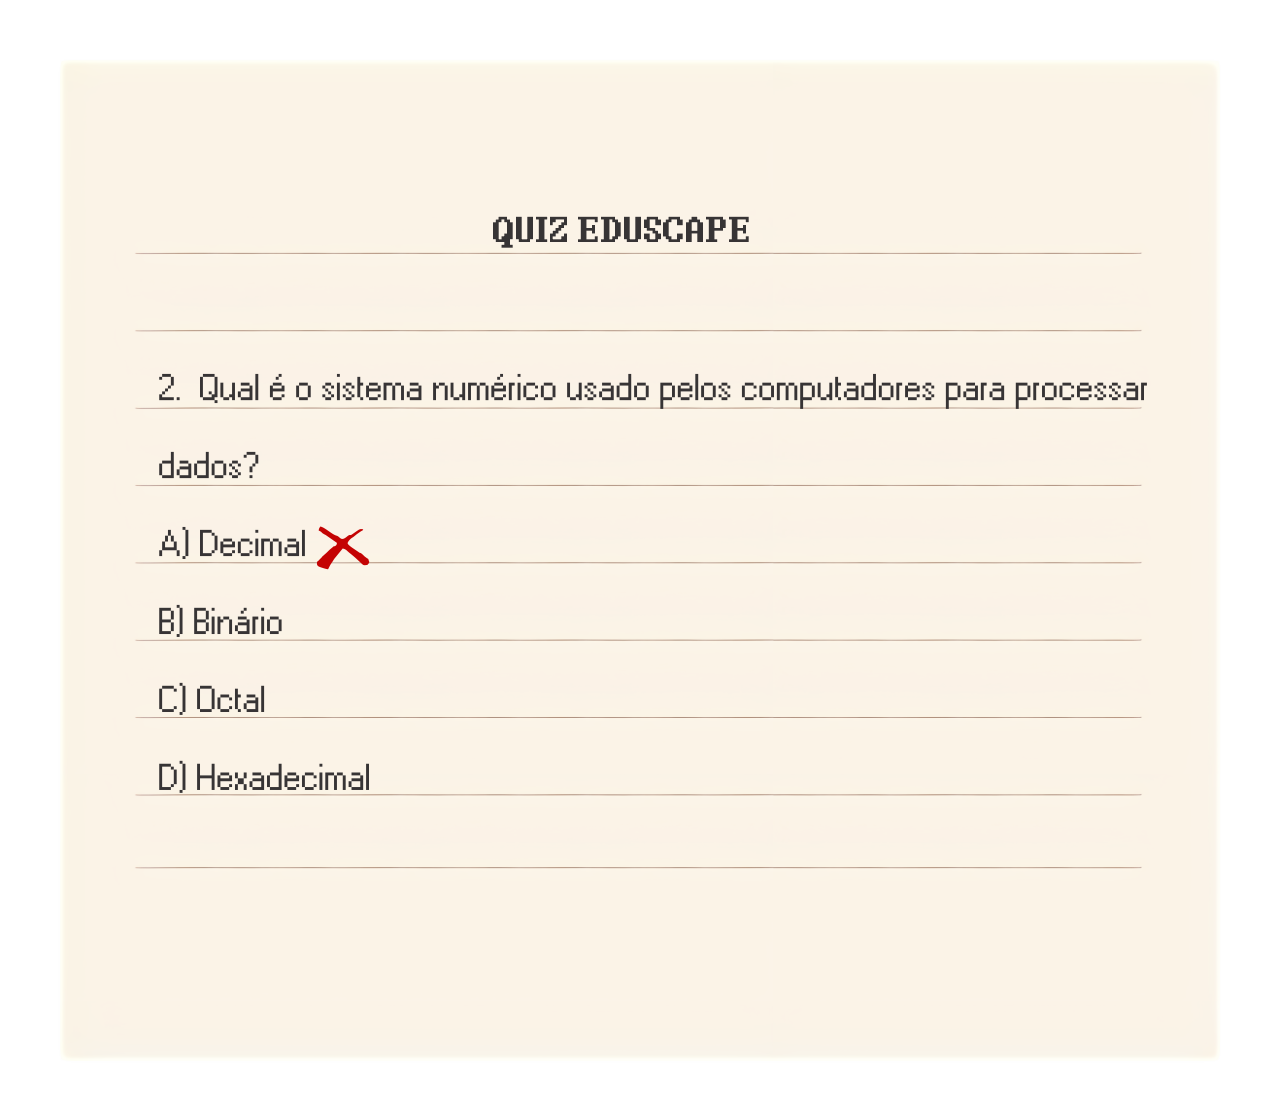 QUIZ EDUSCAPE
2. Qual é o sistema numérico usado pelos computadores para processar
dados?
A) Decimal
B) Binário
C) Octal
D) Hexadecimal